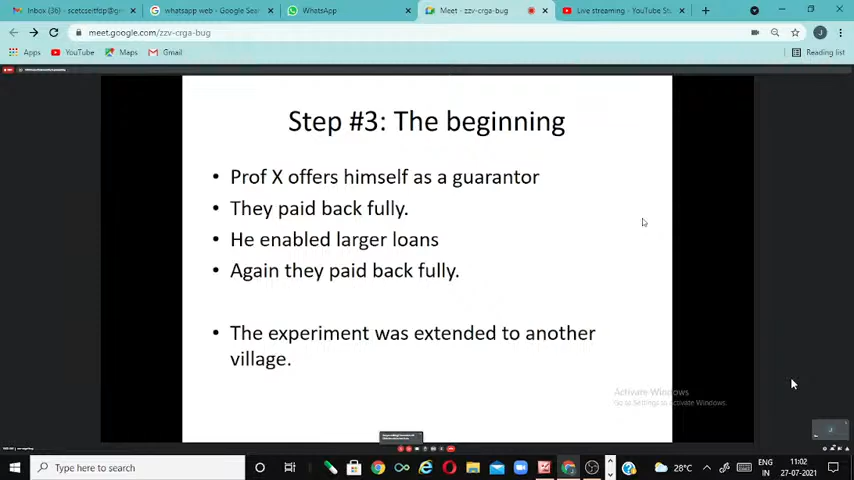 Inbox (36) - scetcseitfdp@gm
whatsapp web - Google Sea
WhatsApp
Meet - zzv-crga-bug
Live streaming - YouTube St
meet.google.com/zzv-crga-bug
Apps
YouTube
Maps
Gmail
Reading list
Step #3: The beginning
• Prof X offers himself as a guarantor
• They paid back fully.
• He enabled larger loans
• Again they paid back fully.
• The experiment was extended to another
village.
Activate Windows
Go to Settings to activate Windows.
Type here to search
28°C
ENG
IN
11:02
27-07-2021